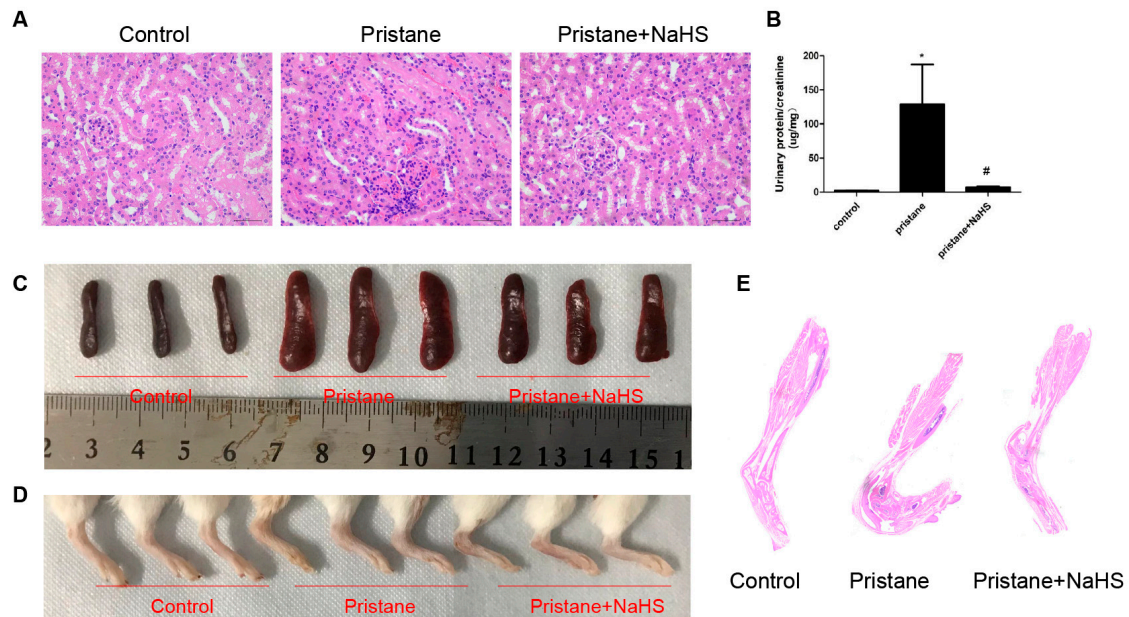 A
Control
Pristane
Pristane+NaHS
B
Urinary protein/creatinine
(ug/mg)
200
150
100
50
0
*
#
control
pristane
pristane+NaHS
C
Control
Pristane
Pristane+NaHS
2 3 4 5 6 7 8 9 10 11 12 13 14 15 1
D
Control
Pristane
Pristane+NaHS
E
Control
Pristane
Pristane+NaHS